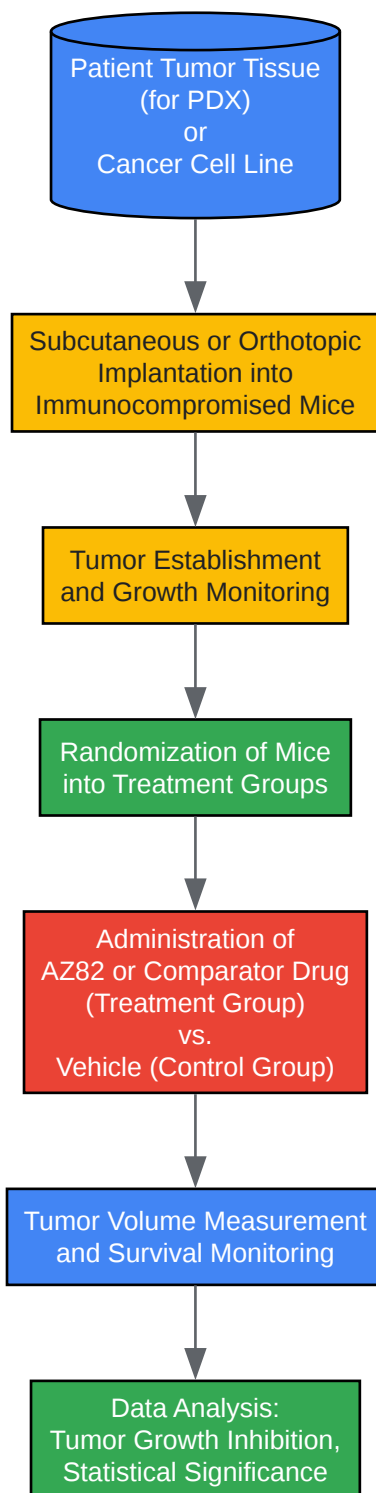 Patient Tumor Tissue
(for PDX)
or
Cancer Cell Line
Subcutaneous or Orthotopic
Implantation into
Immunocompromised Mice
Tumor Establishment
and Growth Monitoring
Randomization of Mice
into Treatment Groups
Administration of
AZ82 or Comparator Drug
(Treatment Group)
vs.
Vehicle (Control Group)
Tumor Volume Measurement
and Survival Monitoring
Data Analysis:
Tumor Growth Inhibition,
Statistical Significance